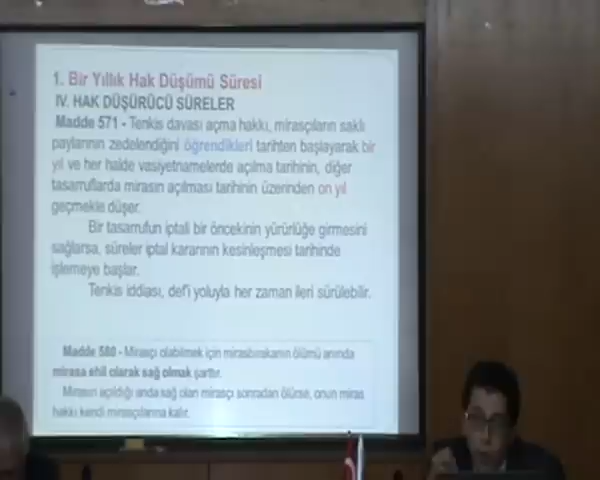 1. Bir Yıllık Hak Düşümü Süresi
IV. HAK DÜŞÜRÜCÜ SÜRELER
Madde 571 - Tenkis davası açma hakkı, mirasçıların saklı
paylarının zedelendiğini öğrendikleri tarihten başlayarak bir
yıl ve her halde vasiyetnamelerde açılma tarihinin, diğer
tasarruflarda mirasın açılması tarihinin üzerinden on yıl
geçmekle düşer.
Bir tasarrufun iptali bir öncekinin yürürlüğe girmesini
sağlarsa, süreler iptal kararının kesinleşmesi tarihinde
işlemeye başlar.
Tenkis iddiası, def'i yoluyla her zaman ileri sürülebilir.
Madde 580 - Mirasçı olabilmek için mirasbırakanın ölümü anında
mirasa ehil olarak sağ olmak şarttır.
Mirasın açıldığı anda sağ olan mirasçı sonradan ölürse, onun miras
hakkı kendi mirasçılarına kalır.